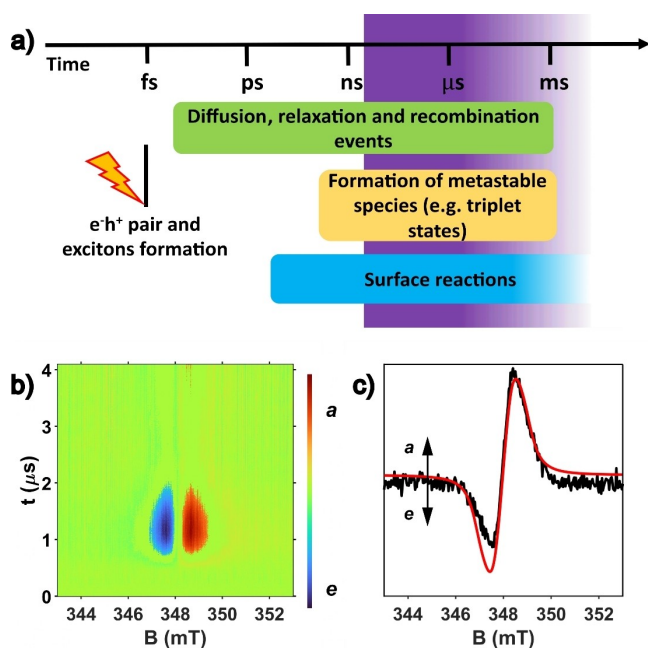 a)
Time
fs ps ns μs ms
Diffusion, relaxation and recombination
events
Formation of metastable
species (e.g. triplet
states)
e⁻h⁺ pair and
excitons formation
Surface reactions
b)
4
3
2
1
0
t (μs)
344 348 350 352
B (mT)
a
e
c)
a
e
344 346 348 350 352
B (mT)